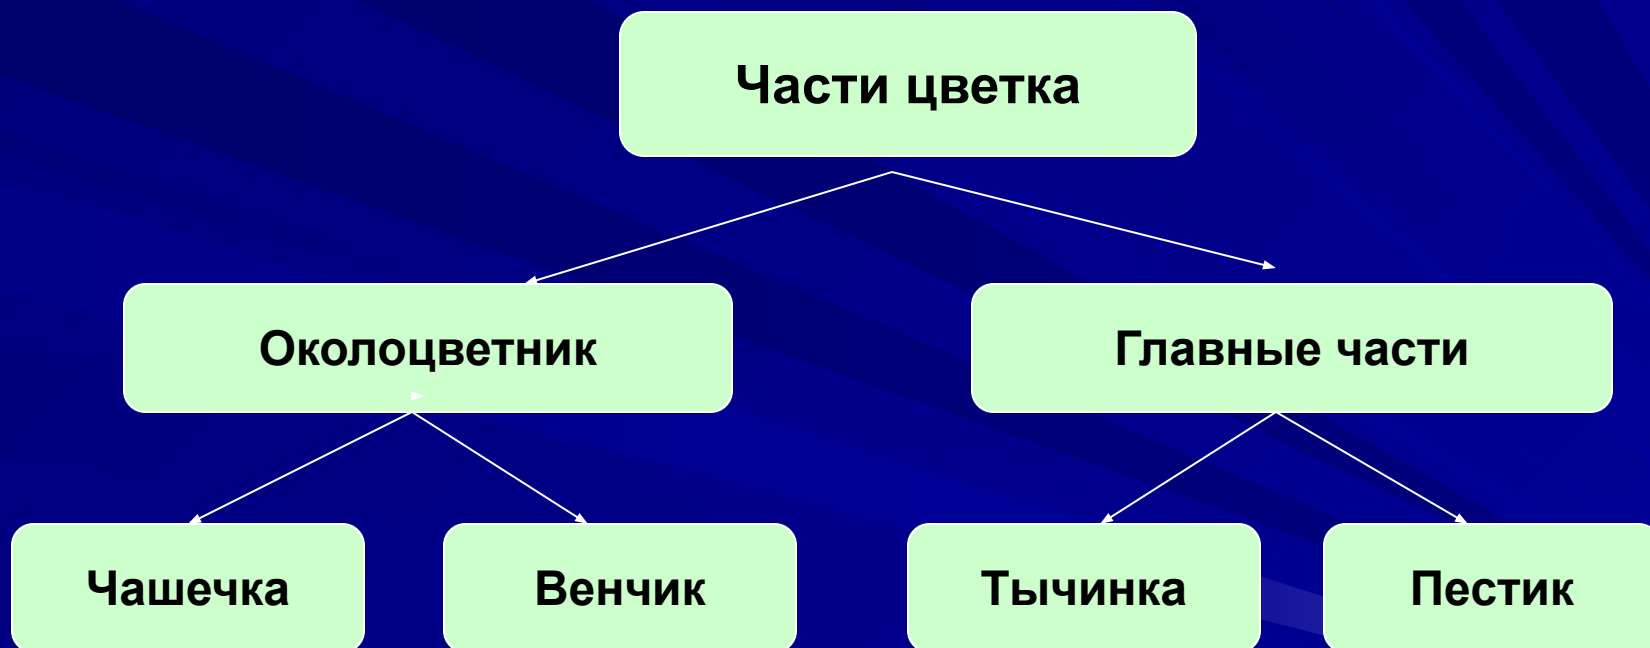 Части цветка
Околоцветник
Главные части
Чашечка
Венчик
Тычинка
Пестик